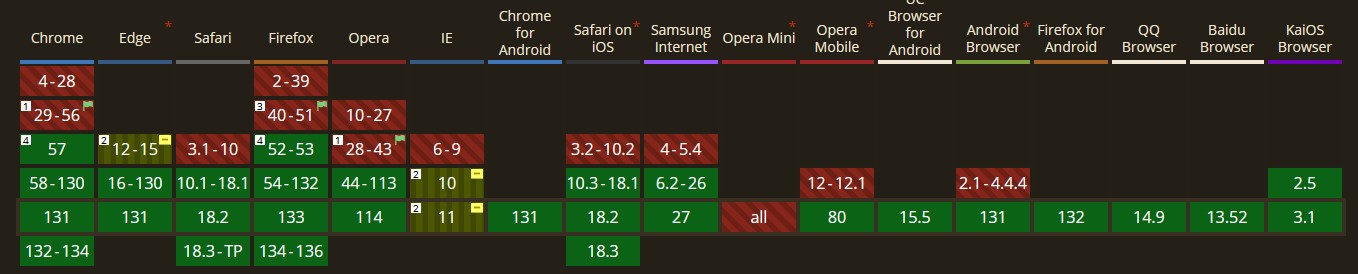 Chrome
Edge *
Safari
Firefox
Opera
IE
Chrome
for
Android
Safari on *
iOS
Samsung
Internet
Opera Mini *
Opera *
Mobile
UC
Browser
for
Android
Android *
Browser
Firefox for
Android
QQ
Browser
Baidu
Browser
KaiOS
Browser
4-28 2-39
1 29-56 3 40-51 10-27
4 57 2 12-15 3.1-10 4 52-53 1 28-43 6-9 3.2-10.2 4-5.4
58-130 16-130 10.1-18.1 54-132 44-113 2 10 10.3-18.1 6.2-26 12-12.1 2.1-4.4.4 2.5
131 131 18.2 133 114 2 11 131 18.2 27 all 80 15.5 131 132 14.9 13.52 3.1
132-134 18.3-TP 134-136 18.3